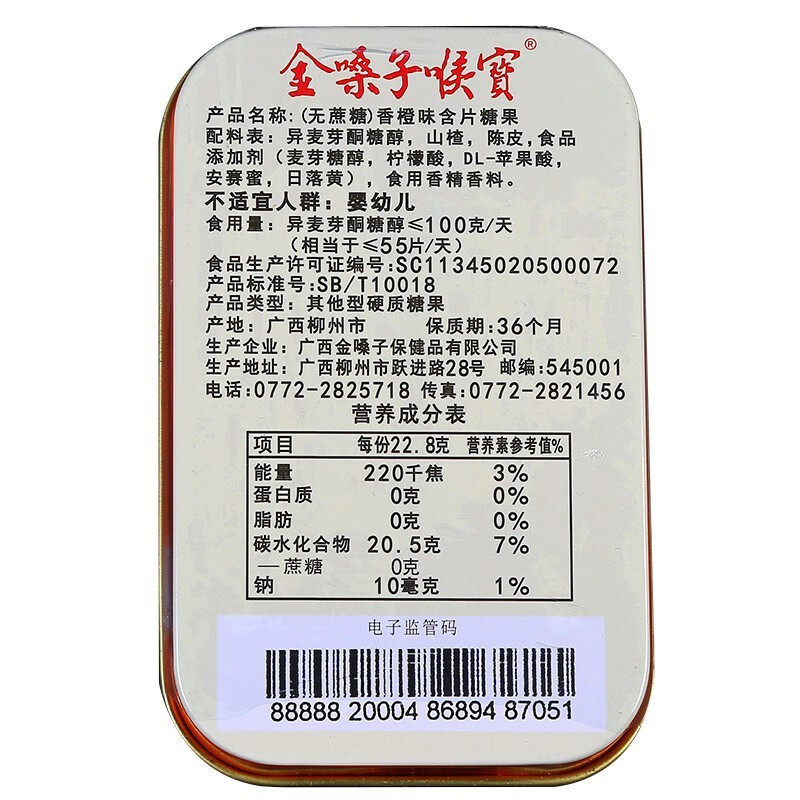 金嗓子喉寶®
产品名称:(无蔗糖)香橙味含片糖果
配料表：异麦芽酮糖醇，山楂，陈皮,食品
添加剂（麦芽糖醇，柠檬酸,DL-苹果酸,
安赛蜜,日落黄），食用香精香料。
不适宜人群：婴幼儿
食用量：异麦芽酮糖醇≤100克/天
（相当于≤55片/天）
食品生产许可证编号:SC11345020500072
产品标准号:SB/T10018
产品类型：其他型硬质糖果
产地：广西柳州市 保质期:36个月
生产企业：广西金嗓子保健品有限公司
生产地址：广西柳州市跃进路28号 邮编:545001
电话:0772-2825718 传真:0772-2821456
营养成分表
项目 每份22.8克 营养素参考值%
能量 220千焦 3%
蛋白质 0克 0%
脂肪 0克 0%
碳水化合物 20.5克 7%
—蔗糖 0克
钠 10毫克 1%
电子监管码
88888 20004 86894 87051